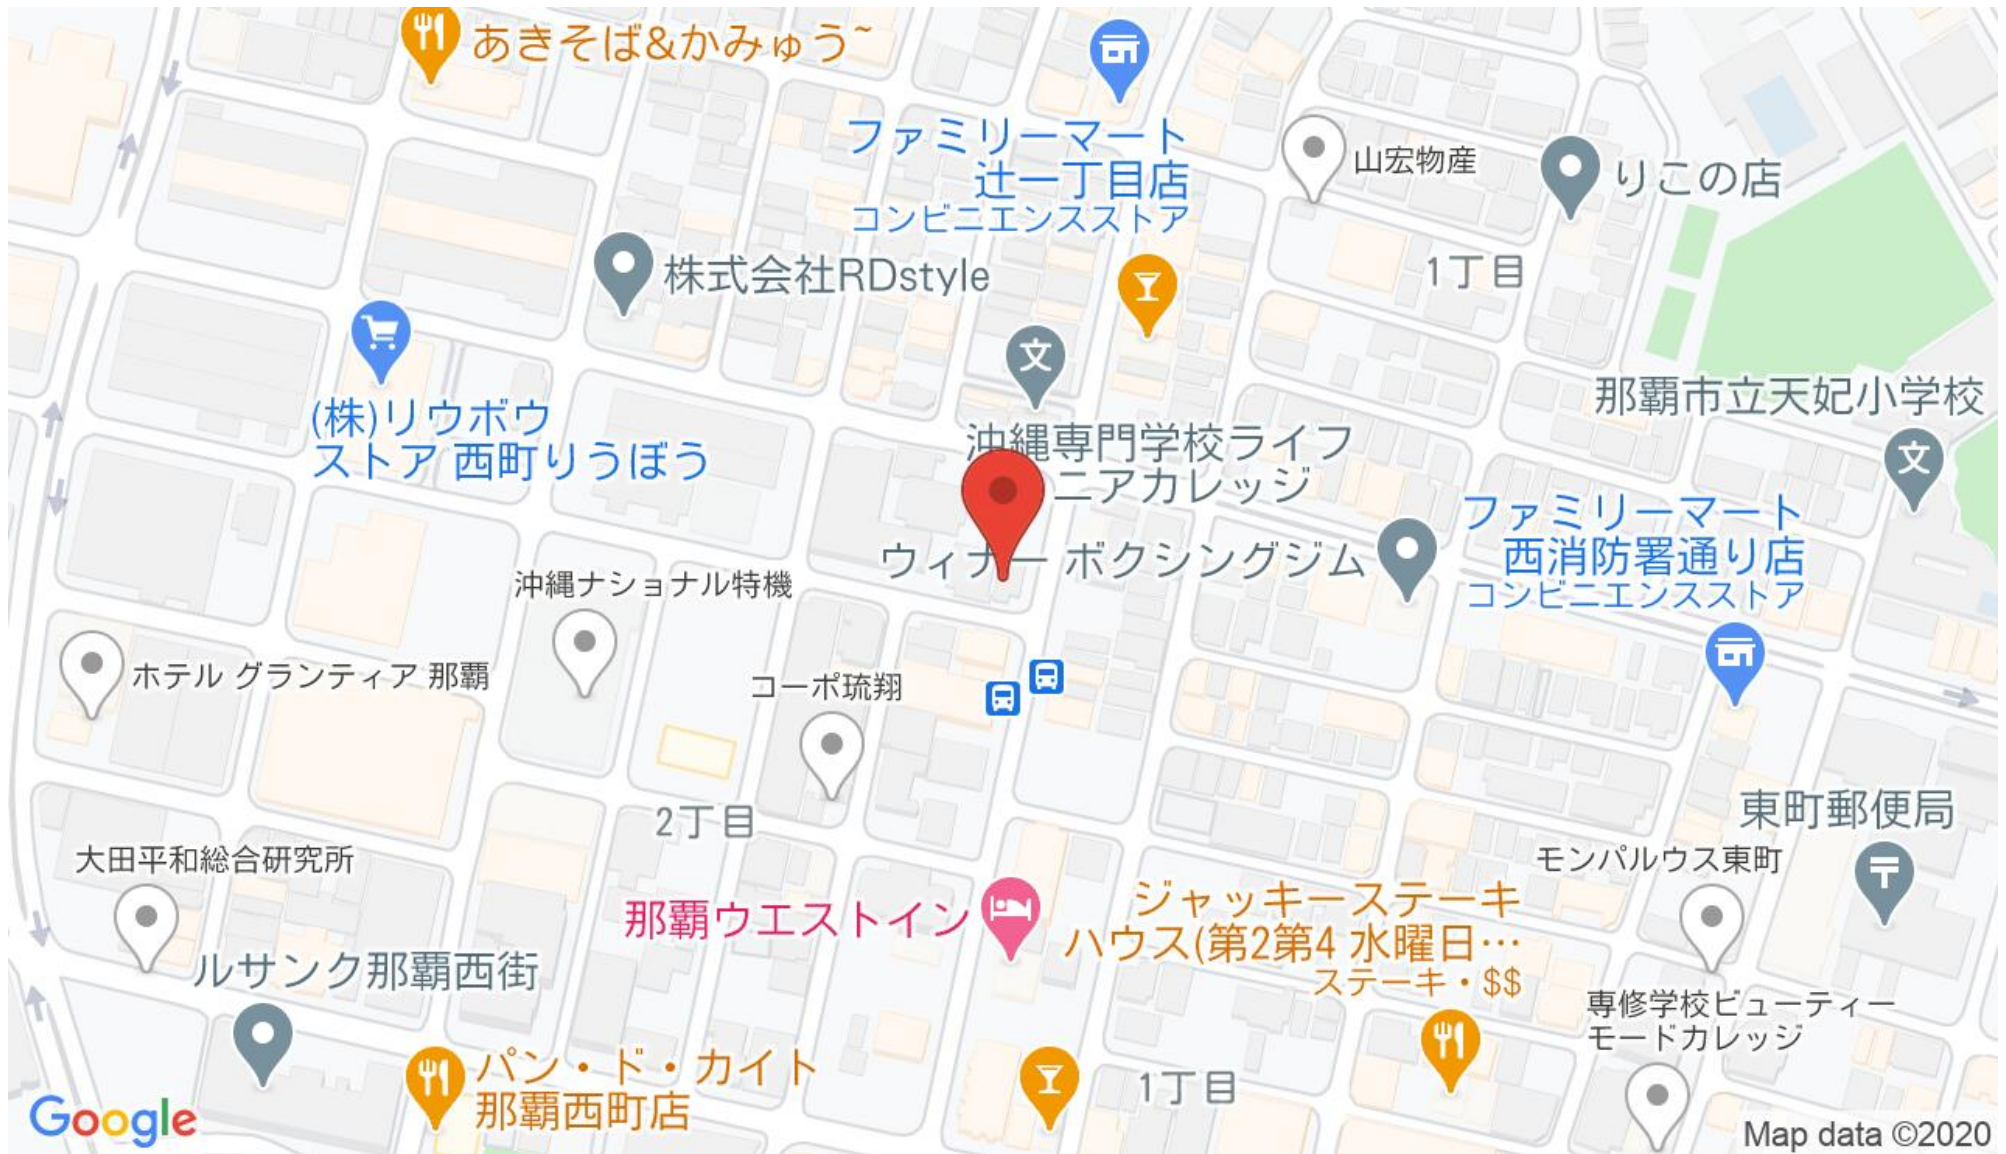 あきそば&かみゅう~
ファミリーマート
辻一丁目店
コンビニエンスストア
山宏物産
りこの店
株式会社RDstyle
1丁目
(株)リウボウ
ストア 西町りうぼう
沖縄専門学校ライフ
ニアカレッジ
那覇市立天妃小学校
ウィナー ボクシングジム
ファミリーマート
西消防署通り店
コンビニエンスストア
沖縄ナショナル特機
ホテル グランティア 那覇
コーポ琉翔
2丁目
東町郵便局
大田平和総合研究所
モンパルウス東町
那覇ウエストイン
ジャッキーステーキ
ハウス(第2第4 水曜日…
ステーキ・$$
ルサンク那覇西街
専修学校ビューティー
モードカレッジ
パン・ド・カイト
那覇西町店
1丁目
Google
Map data ©2020